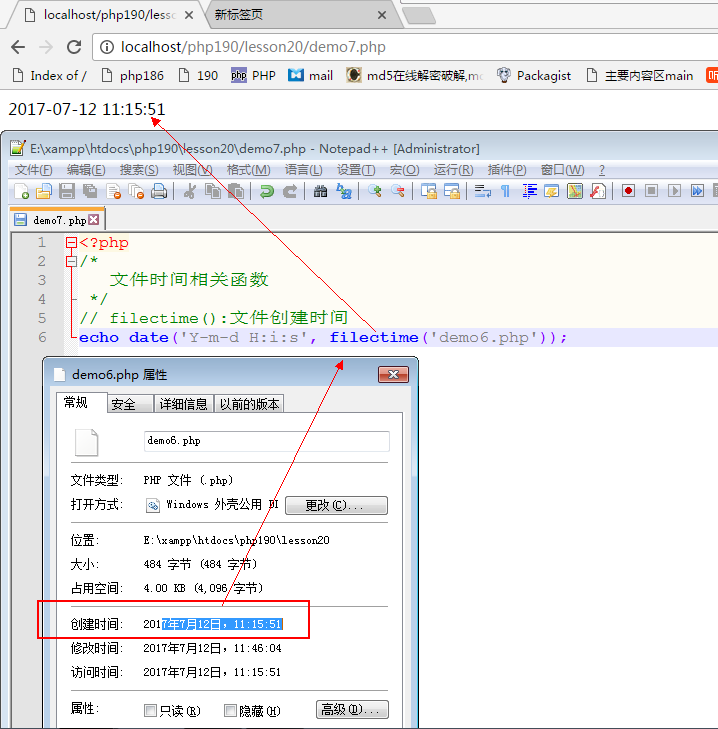 localhost/php190/less
新标签页
localhost/php190/lesson20/demo7.php
Index of / php186 190 php PHP mail md5在线解密破解,md Packagist 主要内容区main 听
2017-07-12 11:15:51
E:\xampp\htdocs\php190\lesson20\demo7.php - Notepad++ [Administrator]
文件(F) 编辑(E) 搜索(S) 视图(V) 格式(M) 语言(L) 设置(T) 宏(O) 运行(R) 插件(P) 窗口(W) ?
demo7.php
1 <?php
2 /*
3 文件时间相关函数
4 */
5 // filectime():文件创建时间
6 echo date('Y-m-d H:i:s', filectime('demo6.php'));
demo6.php 属性
常规 安全 详细信息 以前的版本
demo6.php
文件类型: PHP 文件 (.php)
打开方式: Windows 外壳公用 Dl 更改(C)...
位置: E:\xampp\htdocs\php190\lesson20
大小: 484 字节 (484 字节)
占用空间: 4.00 KB (4,096 字节)
创建时间: 2017年7月12日，11:15:51
修改时间: 2017年7月12日，11:46:04
访问时间: 2017年7月12日，11:15:51
属性: 只读(R) 隐藏(H) 高级(D)...